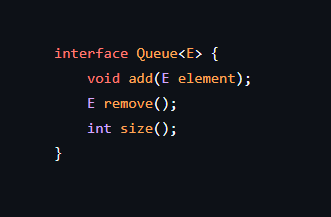 interface Queue<E> {
    void add(E element);
    E remove();
    int size();
}